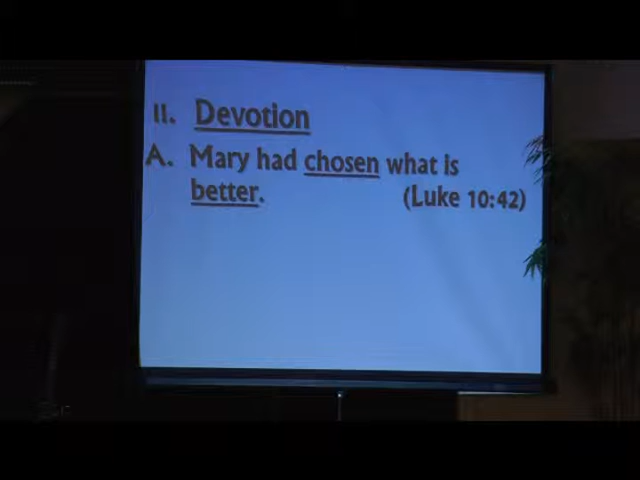 II. Devotion
A. Mary had chosen what is
better. (Luke 10:42)